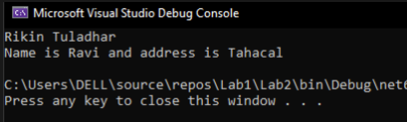 Microsoft Visual Studio Debug Console
Rikin Tuladhar
Name is Ravi and address is Tahacal
C:\Users\DELL\source\repos\Lab1\Lab2\bin\Debug\net6
Press any key to close this window . . .